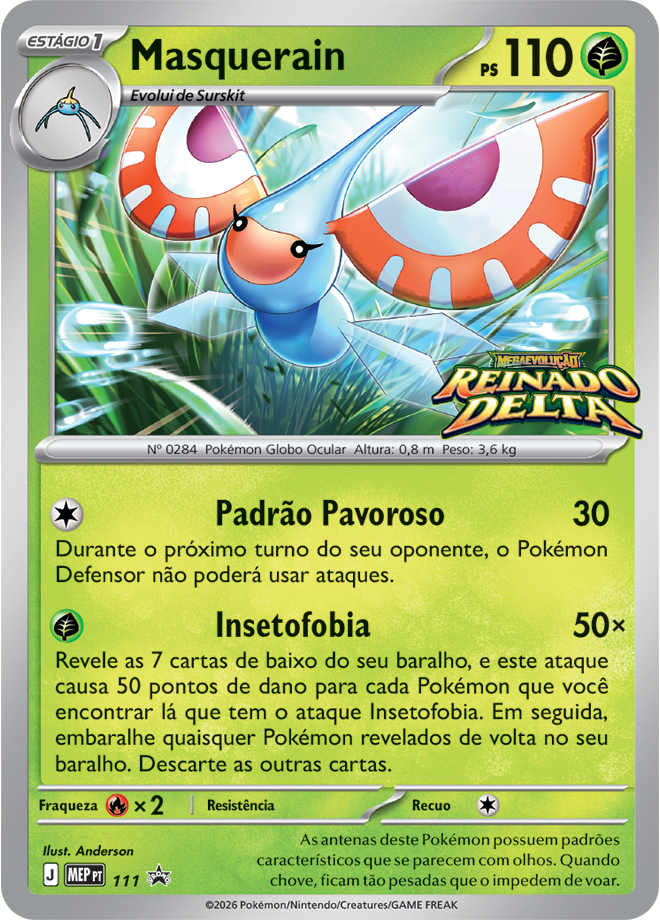 ESTÁGIO 1
Masquerain
PS 110
Evolui de Surskit
MEGAEVOLUÇÃO
REINADO
DELTA
Nº 0284 Pokémon Globo Ocular Altura: 0,8 m Peso: 3,6 kg
Padrão Pavoroso 30
Durante o próximo turno do seu oponente, o Pokémon
Defensor não poderá usar ataques.
Insetofobia 50×
Revele as 7 cartas de baixo do seu baralho, e este ataque
causa 50 pontos de dano para cada Pokémon que você
encontrar lá que tem o ataque Insetofobia. Em seguida,
embaralhe quaisquer Pokémon revelados de volta no seu
baralho. Descarte as outras cartas.
Fraqueza × 2 Resistência Recuo
Ilust. Anderson
As antenas deste Pokémon possuem padrões
característicos que se parecem com olhos. Quando
chove, ficam tão pesadas que o impedem de voar.
J MEP PT 111 PROMO
©2026 Pokémon/Nintendo/Creatures/GAME FREAK